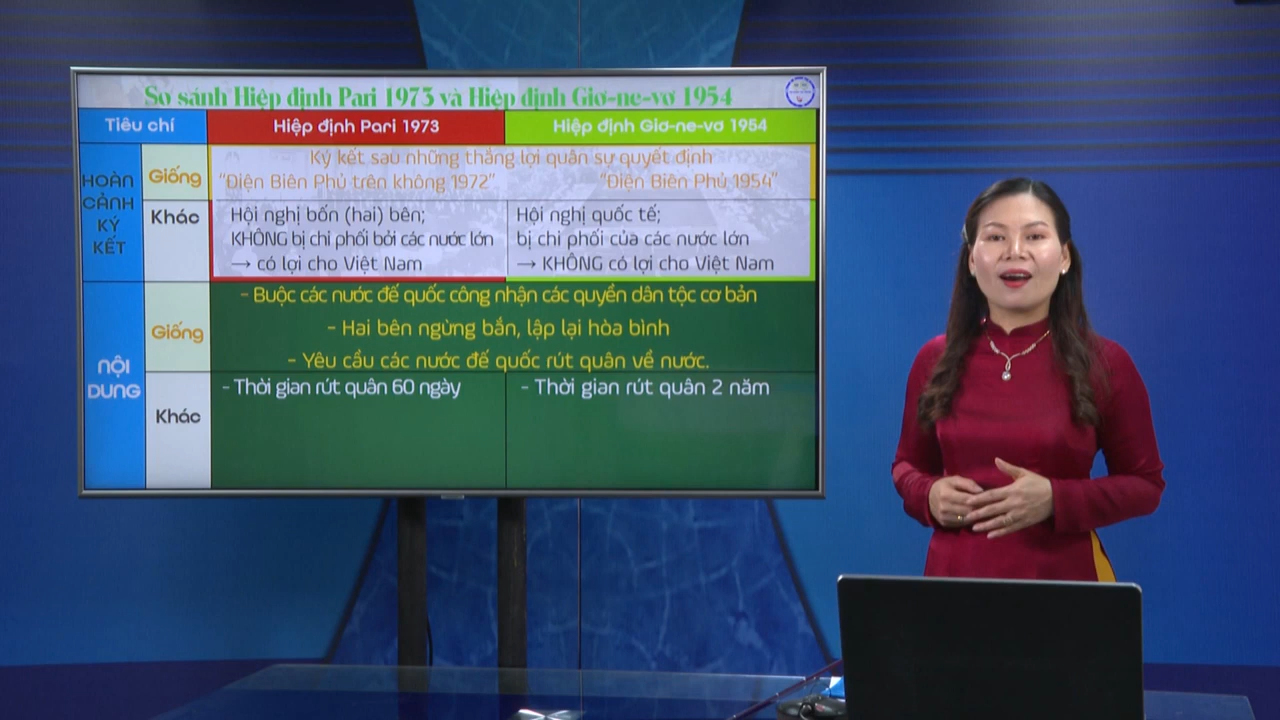 So sánh Hiệp định Pari 1973 và Hiệp định Giơ-ne-vơ 1954
Tiêu chí
Hiệp định Pari 1973
Hiệp định Giơ-ne-vơ 1954
HOÀN
CẢNH
KÝ
KẾT
Giống
Ký kết sau những thắng lợi quân sự quyết định
“Điện Biên Phủ trên không 1972”
“Điện Biên Phủ 1954”
Khác
Hội nghị bốn (hai) bên;
KHÔNG bị chi phối bởi các nước lớn
→ có lợi cho Việt Nam
Hội nghị quốc tế;
bị chi phối của các nước lớn
→ KHÔNG có lợi cho Việt Nam
NỘI
DUNG
Giống
- Buộc các nước đế quốc công nhận các quyền dân tộc cơ bản
- Hai bên ngừng bắn, lập lại hòa bình
- Yêu cầu các nước đế quốc rút quân về nước.
Khác
- Thời gian rút quân 60 ngày
- Thời gian rút quân 2 năm